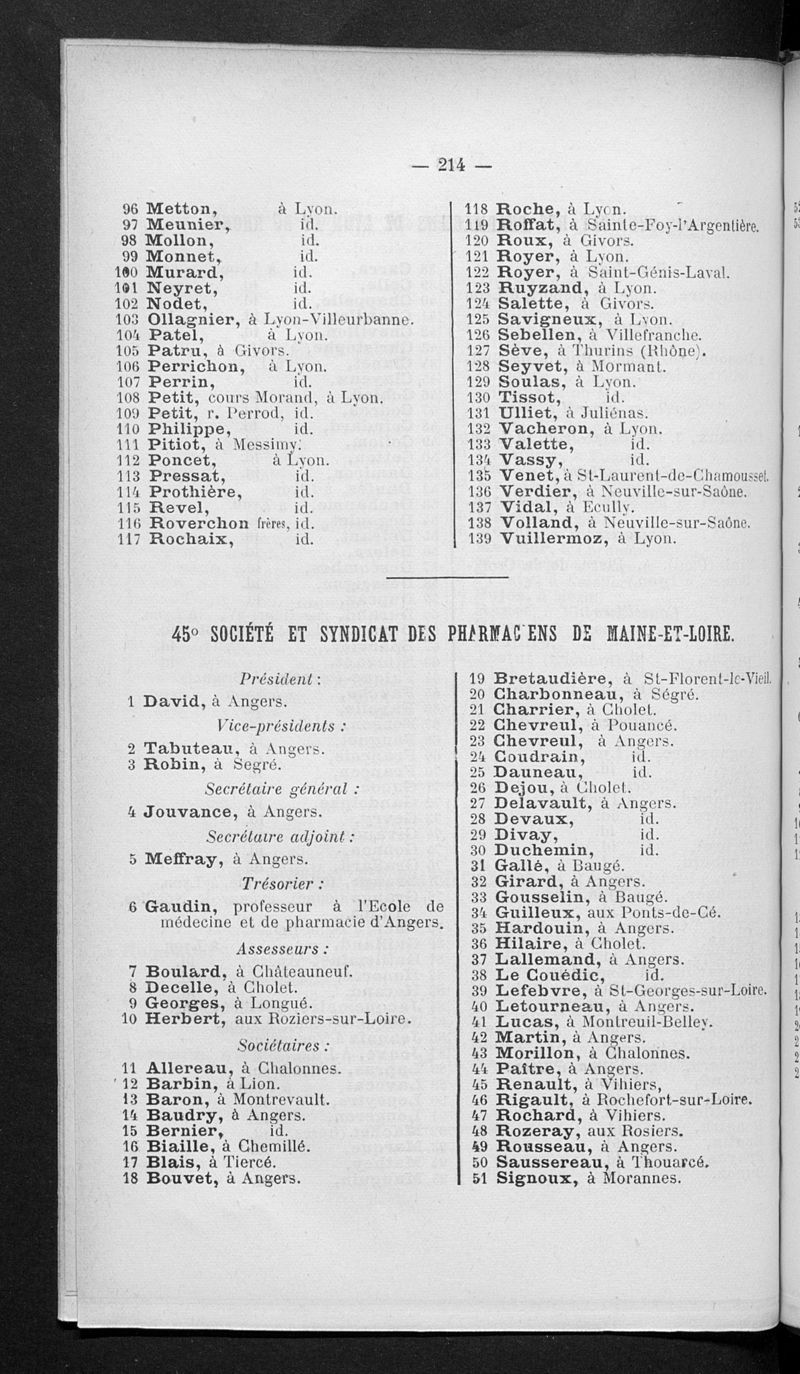 — 214 —
96 Metton, à Lyon.
97 Meunier, id.
98 Mollon, id.
99 Monnet, id.
100 Murard, id.
101 Neyret, id.
102 Nodet, id.
103 Ollagnier, à Lyon-Villeurbanne.
104 Patel, à Lyon.
105 Patru, à Givors.
106 Perrichon, à Lyon.
107 Perrin, id.
108 Petit, cours Morand, à Lyon.
109 Petit, r. Perrod, id.
110 Philippe, id.
111 Pitiot, à Messimy.
112 Poncet, à Lyon.
113 Pressat, id.
114 Prothière, id.
115 Revel, id.
116 Roverchon frères, id.
117 Rochaix, id.
118 Roche, à Lyon.
119 Roffat, à Sainte-Foy-l'Argentière.
120 Roux, à Givors.
121 Royer, à Lyon.
122 Royer, à Saint-Génis-Laval.
123 Ruyzand, à Lyon.
124 Salette, à Givors.
125 Savigneux, à Lyon.
126 Sebellen, à Villefranche.
127 Sève, à Thurins (Rhône).
128 Seyvet, à Mormant.
129 Soulas, à Lyon.
130 Tissot, id.
131 Ulliet, à Juliénas.
132 Vacheron, à Lyon.
133 Valette, id.
134 Vassy, id.
135 Venet, à St-Laurent-de-Chamousset.
136 Verdier, à Neuville-sur-Saône.
137 Vidal, à Ecully.
138 Volland, à Neuville-sur-Saône.
139 Vuillermoz, à Lyon.
45° SOCIÉTÉ ET SYNDICAT DES PHARMACIENS DE MAINE-ET-LOIRE.
Président :
1 David, à Angers.
Vice-présidents :
2 Tabuteau, à Angers.
3 Robin, à Segré.
Secrétaire général :
4 Jouvance, à Angers.
Secrétaire adjoint :
5 Meffray, à Angers.
Trésorier :
6 Gaudin, professeur à l'Ecole de
médecine et de pharmacie d'Angers.
Assesseurs :
7 Boulard, à Châteauneuf.
8 Decelle, à Cholet.
9 Georges, à Longué.
10 Herbert, aux Roziers-sur-Loire.
Sociétaires :
11 Allereau, à Chalonnes.
12 Barbin, à Lion.
13 Baron, à Montrevault.
14 Baudry, à Angers.
15 Bernier, id.
16 Biaille, à Chemillé.
17 Blais, à Tiercé.
18 Bouvet, à Angers.
19 Bretaudière, à St-Florent-le-Vieil.
20 Charbonneau, à Ségré.
21 Charrier, à Cholet.
22 Chevreul, à Pouancé.
23 Chevreul, à Angers.
24 Coudrain, id.
25 Dauneau, id.
26 Dejou, à Cholet.
27 Delavault, à Angers.
28 Devaux, id.
29 Divay, id.
30 Duchemin, id.
31 Gallé, à Baugé.
32 Girard, à Angers.
33 Gousselin, à Baugé.
34 Guilleux, aux Ponts-de-Cé.
35 Hardouin, à Angers.
36 Hilaire, à Cholet.
37 Lallemand, à Angers.
38 Le Couédic, id.
39 Lefebvre, à St-Georges-sur-Loire.
40 Letourneau, à Angers.
41 Lucas, à Montreuil-Belley.
42 Martin, à Angers.
43 Morillon, à Chalonnes.
44 Paître, à Angers.
45 Renault, à Vihiers,
46 Rigault, à Rochefort-sur-Loire.
47 Rochard, à Vihiers.
48 Rozeray, aux Rosiers.
49 Rousseau, à Angers.
50 Saussereau, à Thouarcé.
51 Signoux, à Morannes.